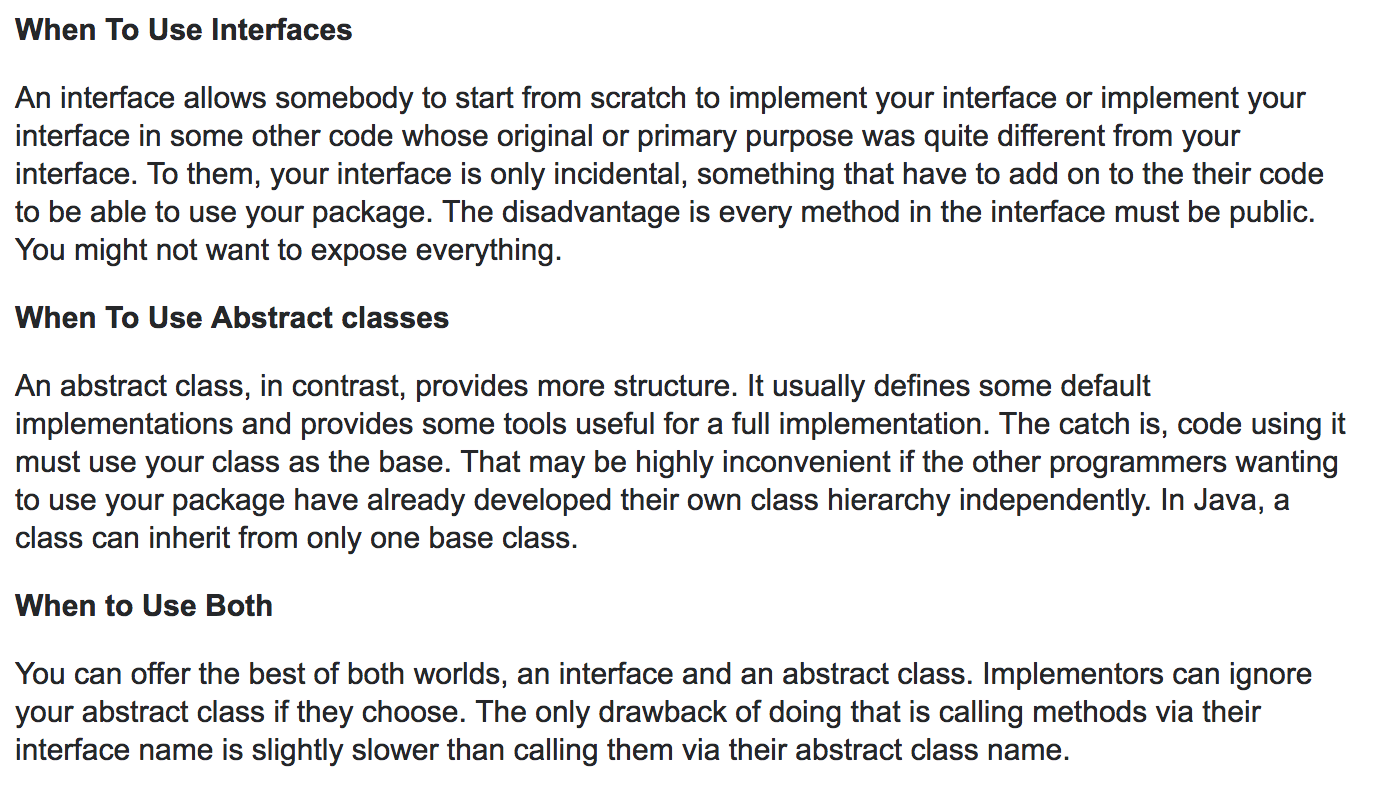 When To Use Interfaces
An interface allows somebody to start from scratch to implement your interface or implement your
interface in some other code whose original or primary purpose was quite different from your
interface. To them, your interface is only incidental, something that have to add on to the their code
to be able to use your package. The disadvantage is every method in the interface must be public.
You might not want to expose everything.
When To Use Abstract classes
An abstract class, in contrast, provides more structure. It usually defines some default
implementations and provides some tools useful for a full implementation. The catch is, code using it
must use your class as the base. That may be highly inconvenient if the other programmers wanting
to use your package have already developed their own class hierarchy independently. In Java, a
class can inherit from only one base class.
When to Use Both
You can offer the best of both worlds, an interface and an abstract class. Implementors can ignore
your abstract class if they choose. The only drawback of doing that is calling methods via their
interface name is slightly slower than calling them via their abstract class name.